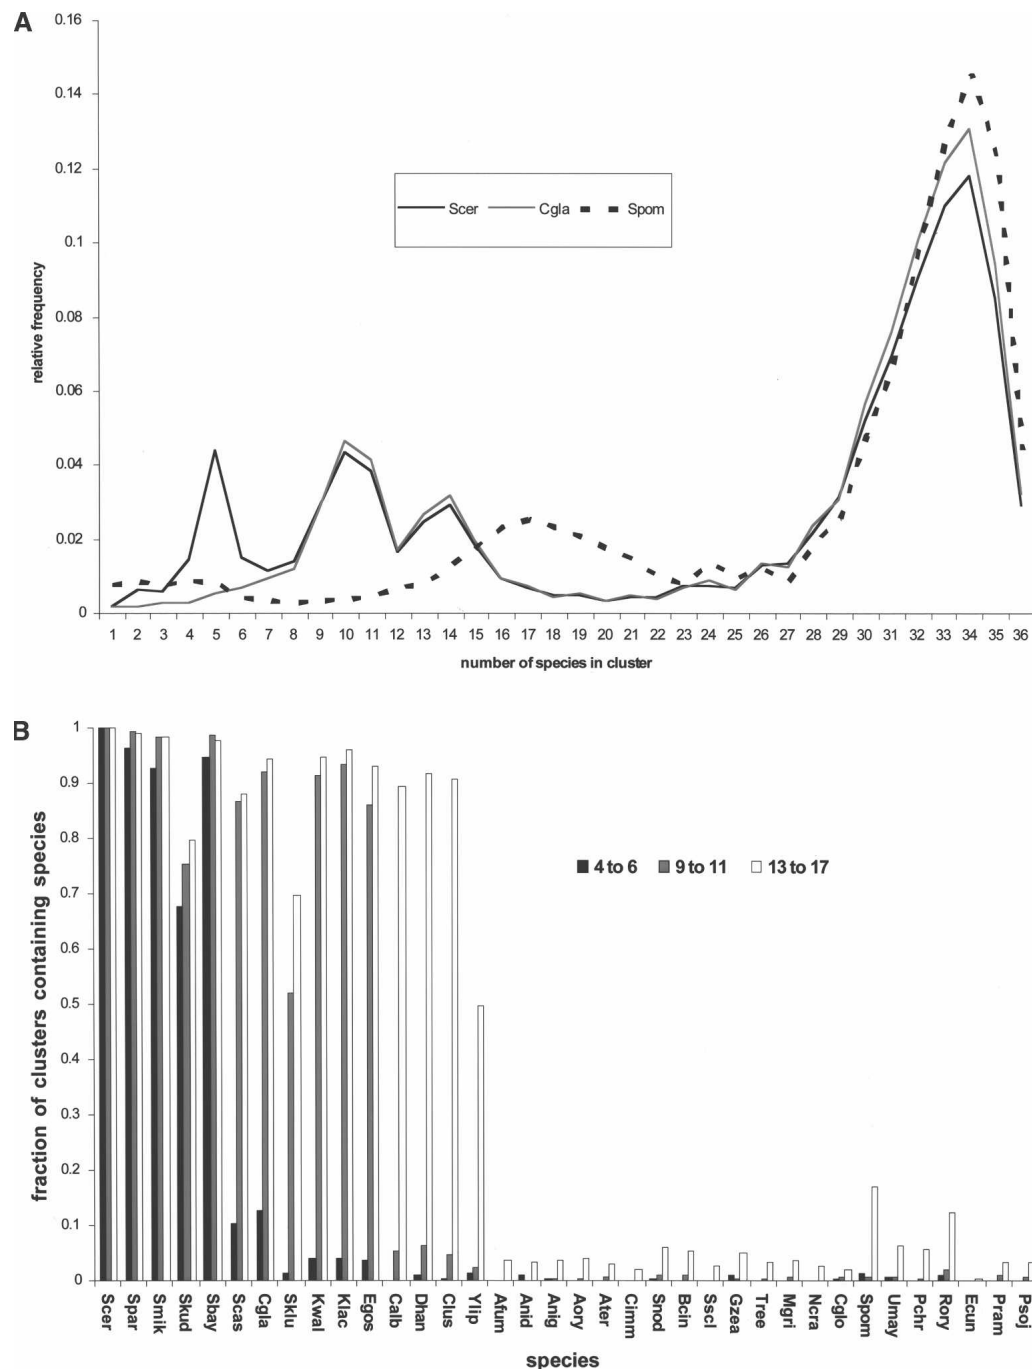 A
0.16
0.14
0.12
0.1
0.08
0.06
0.04
0.02
0
relative frequency
Scer Cgla Spom
1 2 3 4 5 6 7 8 9 10 11 12 13 14 15 16 17 18 19 20 21 22 23 24 25 26 27 28 29 30 31 32 33 34 35 36
number of species in cluster
B
1
0.9
0.8
0.7
0.6
0.5
0.4
0.3
0.2
0.1
0
fraction of clusters containing species
4 to 6 9 to 11 13 to 17
Scer Spar Smik Skud Sbay Scas Cgla Sklu Kwal Klac Egos Calb Dhan Clus Ylip Afum Anid Anig Aory Ater Cimm Snod Bcin Sscl Gzea Tree Mgri Ncra Cglo Spom Umay Pchr Rory Ecun Pram Psoj
species